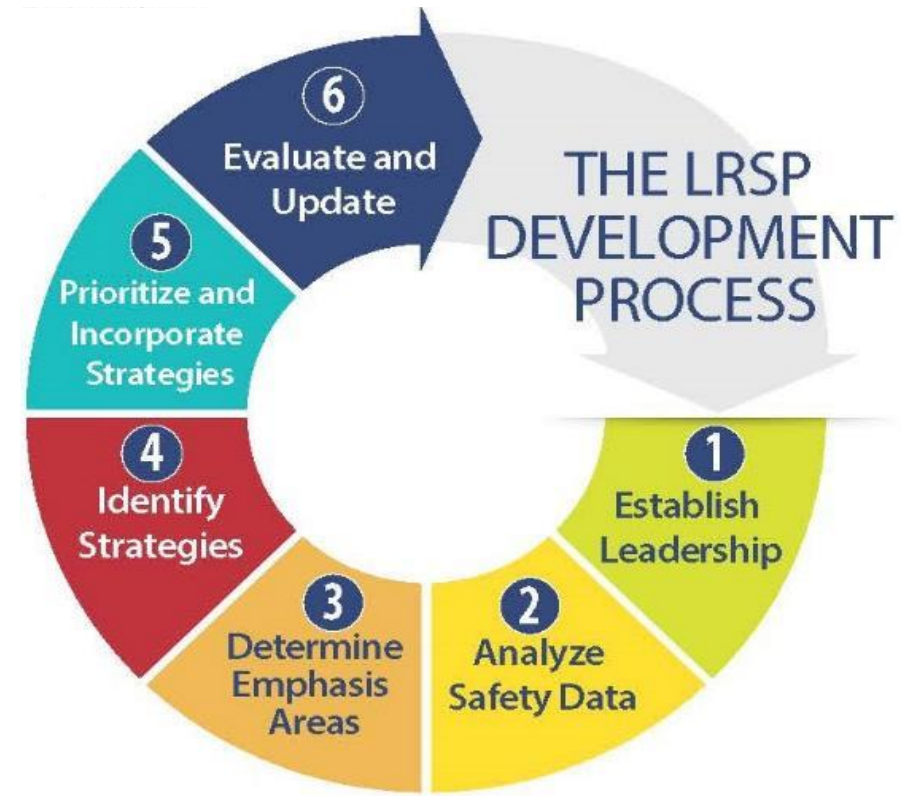 THE LRSP
DEVELOPMENT
PROCESS
1
Establish
Leadership
2
Analyze
Safety Data
3
Determine
Emphasis
Areas
4
Identify
Strategies
5
Prioritize and
Incorporate
Strategies
6
Evaluate and
Update